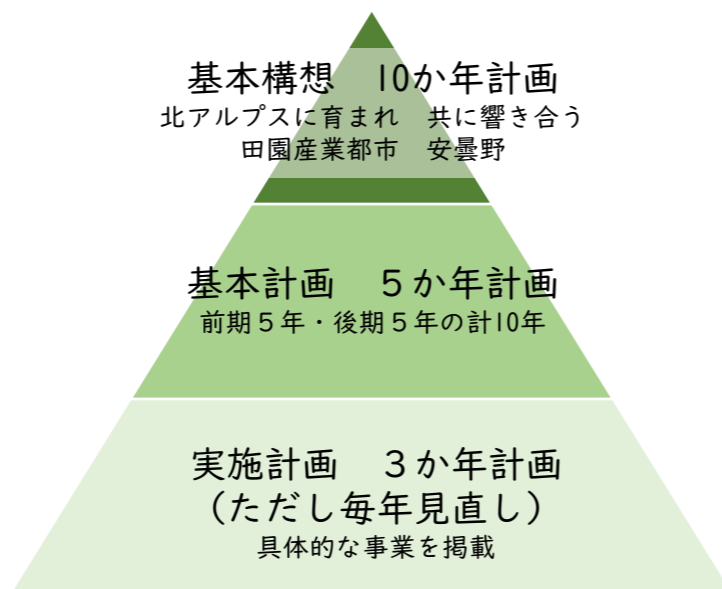 基本構想　10か年計画
北アルプスに育まれ　共に響き合う
田園産業都市　安曇野
基本計画　５か年計画
前期５年・後期５年の計10年
実施計画　３か年計画
（ただし毎年見直し）
具体的な事業を掲載